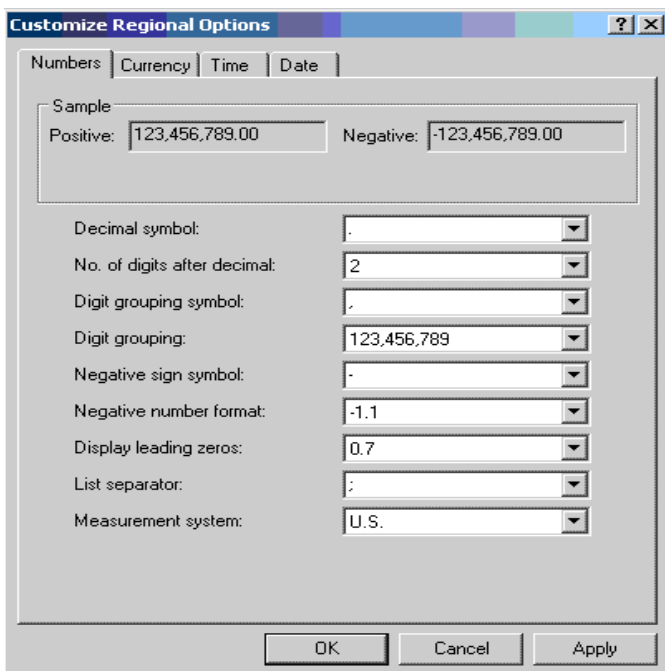 Customize Regional Options
Numbers Currency Time Date
Sample
Positive: 123,456,789.00 Negative: -123,456,789.00
Decimal symbol: .
No. of digits after decimal: 2
Digit grouping symbol: ,
Digit grouping: 123,456,789
Negative sign symbol: -
Negative number format: -1.1
Display leading zeros: 0.7
List separator: ;
Measurement system: U.S.
OK Cancel Apply